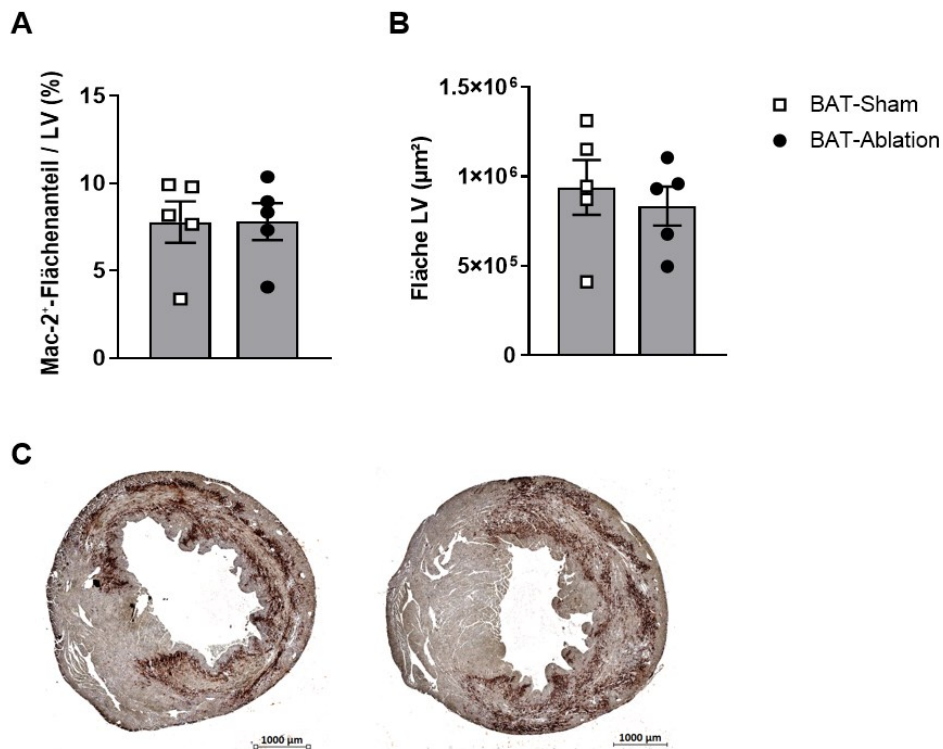 A
Mac-2⁺-Flächenanteil / LV (%)
15
10
5
0
B
Fläche LV (µm²)
1.5×10⁶
1×10⁶
5×10⁵
0
BAT-Sham
BAT-Ablation
C
1000 µm
1000 µm